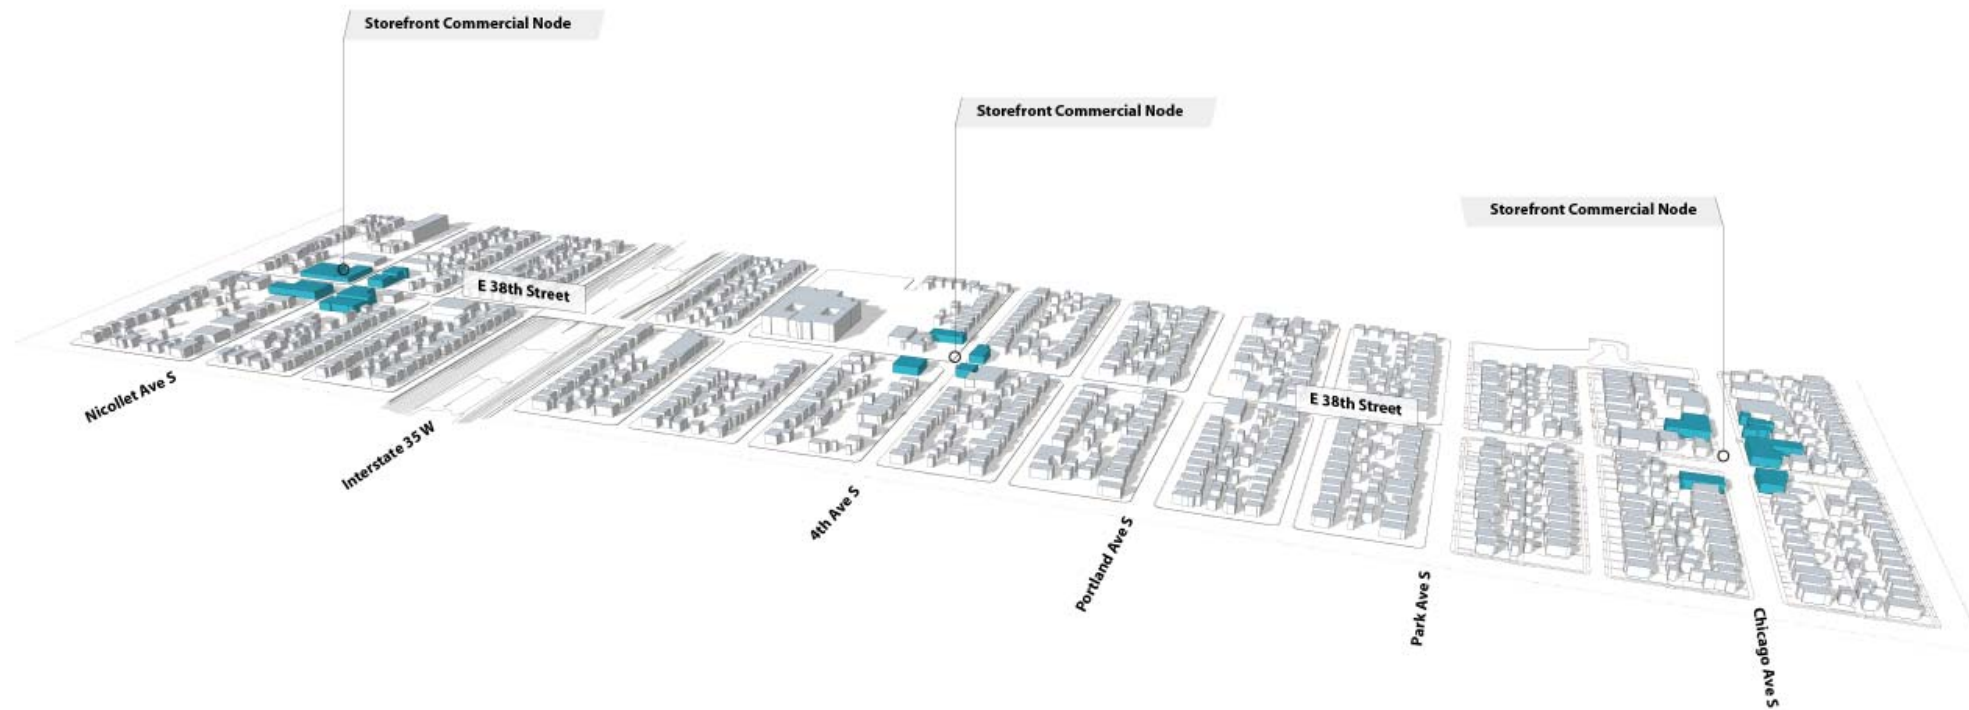 Storefront Commercial Node
Storefront Commercial Node
Storefront Commercial Node
E 38th Street
E 38th Street
Nicollet Ave S
Interstate 35 W
4th Ave S
Portland Ave S
Park Ave S
Chicago Ave S